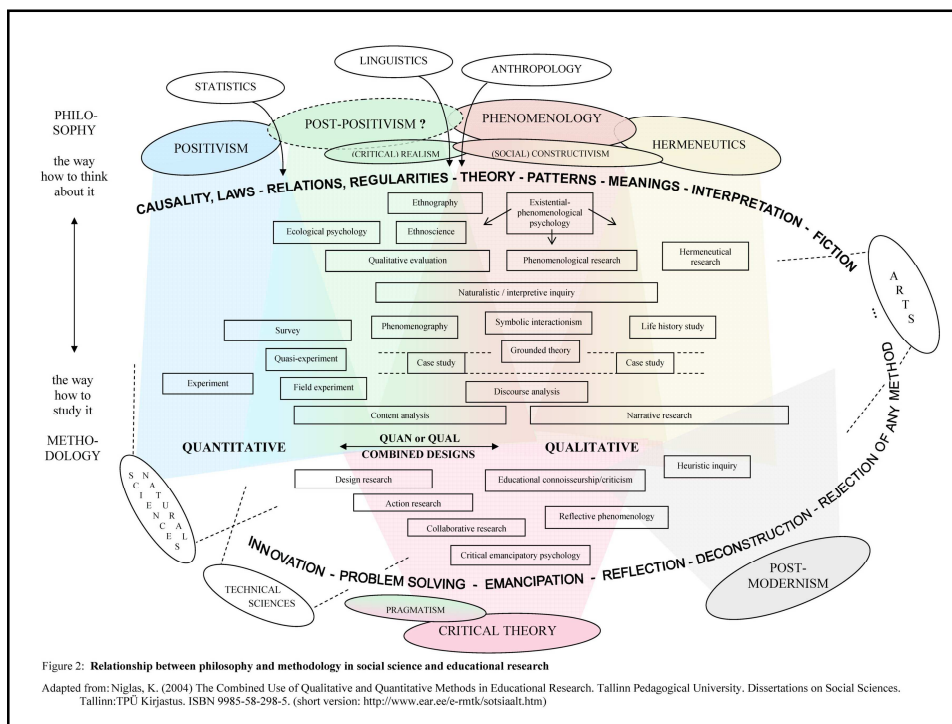 LINGUISTICS
ANTHROPOLOGY
STATISTICS
PHILO-
SOPHY
the way
how to think
about it
POSITIVISM
POST-POSITIVISM ?
PHENOMENOLOGY
HERMENEUTICS
(CRITICAL) REALISM
(SOCIAL) CONSTRUCTIVISM
CAUSALITY, LAWS - RELATIONS, REGULARITIES - THEORY - PATTERNS - MEANINGS - INTERPRETATION - FICTION
...
ARTS
Ethnography
Existential-
phenomenological
psychology
Ecological psychology
Ethnoscience
Qualitative evaluation
Phenomenological research
Hermeneutical
research
Naturalistic / interpretive inquiry
Survey
Phenomenography
Symbolic interactionism
Life history study
Quasi-experiment
Case study
Grounded theory
Case study
Experiment
Field experiment
Discourse analysis
Content analysis
Narrative research
the way
how to
study it
METHO-
DOLOGY
QUANTITATIVE
QUAN or QUAL
COMBINED DESIGNS
QUALITATIVE
Design research
Educational connoisseurship/criticism
Heuristic inquiry
Action research
Collaborative research
Reflective phenomenology
Critical emancipatory psychology
NATURAL
SCIENCES
TECHNICAL
SCIENCES
INNOVATION - PROBLEM SOLVING - EMANCIPATION - REFLECTION - DECONSTRUCTION - REJECTION OF ANY METHOD
PRAGMATISM
CRITICAL THEORY
POST-
MODERNISM
Figure 2: Relationship between philosophy and methodology in social science and educational research
Adapted from: Niglas, K. (2004) The Combined Use of Qualitative and Quantitative Methods in Educational Research. Tallinn Pedagogical University. Dissertations on Social Sciences.
Tallinn:TPÜ Kirjastus. ISBN 9985-58-298-5. (short version: http://www.ear.ee/e-rmtk/sotsiaalt.htm)